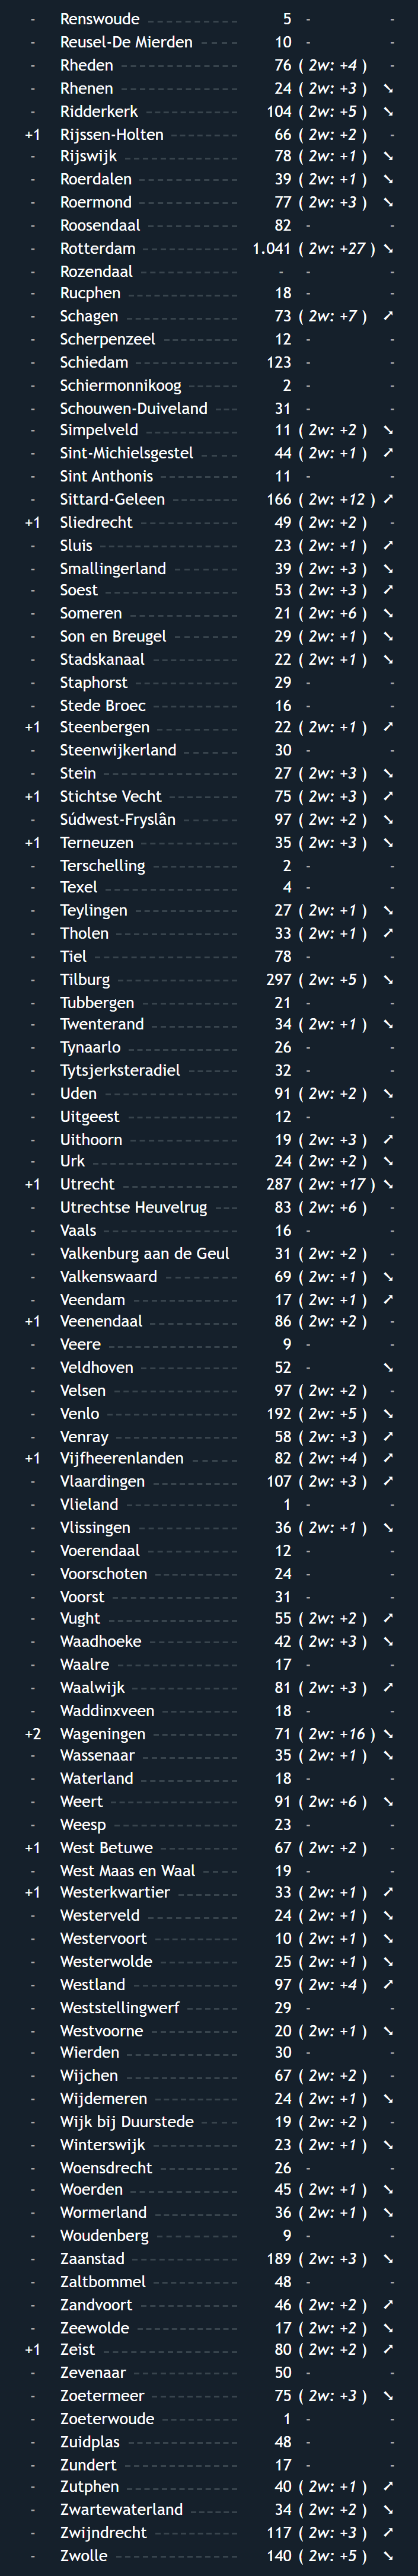 - Renswoude 5 - -
- Reusel-De Mierden 10 - -
- Rheden 76 ( 2w: +4 ) -
- Rhenen 24 ( 2w: +3 ) ➘
- Ridderkerk 104 ( 2w: +5 ) ➘
+1 Rijssen-Holten 66 ( 2w: +2 ) -
- Rijswijk 78 ( 2w: +1 ) ➘
- Roerdalen 39 ( 2w: +1 ) ➘
- Roermond 77 ( 2w: +3 ) ➘
- Roosendaal 82 - -
- Rotterdam 1.041 ( 2w: +27 ) ➘
- Rozendaal - - -
- Rucphen 18 - -
- Schagen 73 ( 2w: +7 ) ➚
- Scherpenzeel 12 - -
- Schiedam 123 - -
- Schiermonnikoog 2 - -
- Schouwen-Duiveland 31 - -
- Simpelveld 11 ( 2w: +2 ) ➘
- Sint-Michielsgestel 44 ( 2w: +1 ) ➚
- Sint Anthonis 11 - -
- Sittard-Geleen 166 ( 2w: +12 ) ➚
+1 Sliedrecht 49 ( 2w: +2 ) -
- Sluis 23 ( 2w: +1 ) ➚
- Smallingerland 39 ( 2w: +3 ) ➘
- Soest 53 ( 2w: +3 ) ➚
- Someren 21 ( 2w: +6 ) ➘
- Son en Breugel 29 ( 2w: +1 ) ➘
- Stadskanaal 22 ( 2w: +1 ) ➘
- Staphorst 29 - -
- Stede Broec 16 - -
+1 Steenbergen 22 ( 2w: +1 ) ➚
- Steenwijkerland 30 - -
- Stein 27 ( 2w: +3 ) ➘
+1 Stichtse Vecht 75 ( 2w: +3 ) ➚
- Súdwest-Fryslân 97 ( 2w: +2 ) ➘
+1 Terneuzen 35 ( 2w: +3 ) ➘
- Terschelling 2 - -
- Texel 4 - -
- Teylingen 27 ( 2w: +1 ) ➘
- Tholen 33 ( 2w: +1 ) ➚
- Tiel 78 - -
- Tilburg 297 ( 2w: +5 ) ➘
- Tubbergen 21 - -
- Twenterand 34 ( 2w: +1 ) ➘
- Tynaarlo 26 - -
- Tytsjerksteradiel 32 - -
- Uden 91 ( 2w: +2 ) ➘
- Uitgeest 12 - -
- Uithoorn 19 ( 2w: +3 ) ➚
- Urk 24 ( 2w: +2 ) ➘
+1 Utrecht 287 ( 2w: +17 ) ➘
- Utrechtse Heuvelrug 83 ( 2w: +6 ) -
- Vaals 16 - -
- Valkenburg aan de Geul 31 ( 2w: +2 ) -
- Valkenswaard 69 ( 2w: +1 ) ➘
- Veendam 17 ( 2w: +1 ) ➚
+1 Veenendaal 86 ( 2w: +2 ) -
- Veere 9 - -
- Veldhoven 52 - ➘
- Velsen 97 ( 2w: +2 ) -
- Venlo 192 ( 2w: +5 ) ➘
- Venray 58 ( 2w: +3 ) ➚
+1 Vijfheerenlanden 82 ( 2w: +4 ) ➚
- Vlaardingen 107 ( 2w: +3 ) ➚
- Vlieland 1 - -
- Vlissingen 36 ( 2w: +1 ) ➘
- Voerendaal 12 - -
- Voorschoten 24 - -
- Voorst 31 - -
- Vught 55 ( 2w: +2 ) ➚
- Waadhoeke 42 ( 2w: +3 ) ➘
- Waalre 17 - -
- Waalwijk 81 ( 2w: +3 ) ➚
- Waddinxveen 18 - -
+2 Wageningen 71 ( 2w: +16 ) ➘
- Wassenaar 35 ( 2w: +1 ) ➘
- Waterland 18 - -
- Weert 91 ( 2w: +6 ) ➘
- Weesp 23 - -
+1 West Betuwe 67 ( 2w: +2 ) -
- West Maas en Waal 19 - -
+1 Westerkwartier 33 ( 2w: +1 ) ➚
- Westerveld 24 ( 2w: +1 ) ➘
- Westervoort 10 ( 2w: +1 ) ➘
- Westerwolde 25 ( 2w: +1 ) ➘
- Westland 97 ( 2w: +4 ) ➚
- Weststellingwerf 29 - -
- Westvoorne 20 ( 2w: +1 ) ➘
- Wierden 30 - -
- Wijchen 67 ( 2w: +2 ) -
- Wijdemeren 24 ( 2w: +1 ) ➘
- Wijk bij Duurstede 19 ( 2w: +2 ) -
- Winterswijk 23 ( 2w: +1 ) ➘
- Woensdrecht 26 - -
- Woerden 45 ( 2w: +1 ) ➘
- Wormerland 36 ( 2w: +1 ) ➘
- Woudenberg 9 - -
- Zaanstad 189 ( 2w: +3 ) ➘
- Zaltbommel 48 - -
- Zandvoort 46 ( 2w: +2 ) ➚
- Zeewolde 17 ( 2w: +2 ) ➘
+1 Zeist 80 ( 2w: +2 ) ➚
- Zevenaar 50 - -
- Zoetermeer 75 ( 2w: +3 ) ➘
- Zoeterwoude 1 - -
- Zuidplas 48 - -
- Zundert 17 - -
- Zutphen 40 ( 2w: +1 ) ➚
- Zwartewaterland 34 ( 2w: +2 ) ➘
- Zwijndrecht 117 ( 2w: +3 ) ➚
- Zwolle 140 ( 2w: +5 ) ➘